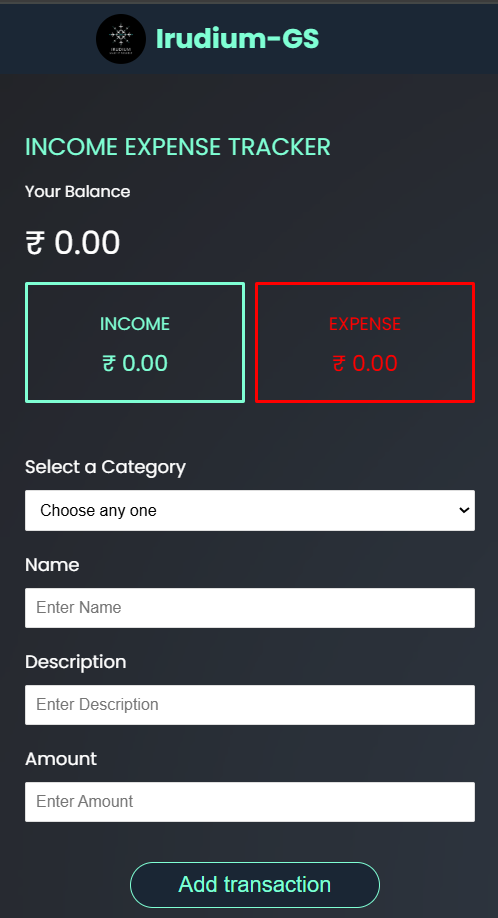 IRUDIUM
Irudium-GS
INCOME EXPENSE TRACKER
Your Balance
₹ 0.00
INCOME
EXPENSE
₹ 0.00
₹ 0.00
Select a Category
Choose any one
Name
Enter Name
Description
Enter Description
Amount
Enter Amount
Add transaction